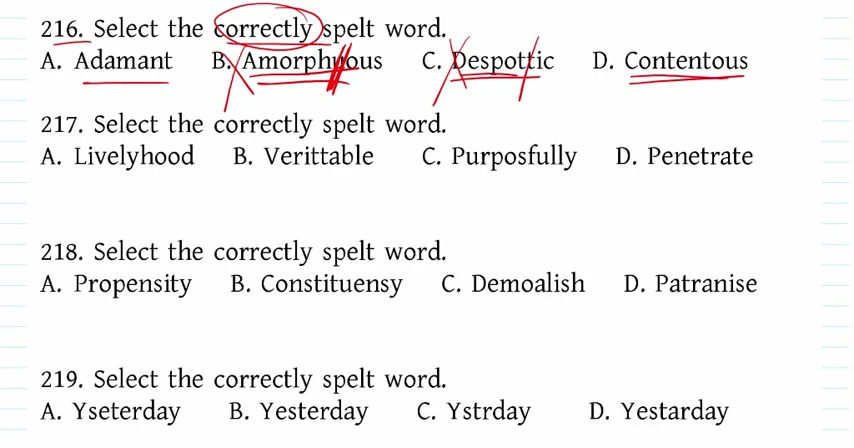 216. Select the correctly spelt word.
A. Adamant B. Amorphuous C. Despottic D. Contentous
217. Select the correctly spelt word.
A. Livelyhood B. Verittable C. Purposfully D. Penetrate
218. Select the correctly spelt word.
A. Propensity B. Constituensy C. Demoalish D. Patranise
219. Select the correctly spelt word.
A. Yseterday B. Yesterday C. Ystrday D. Yestarday